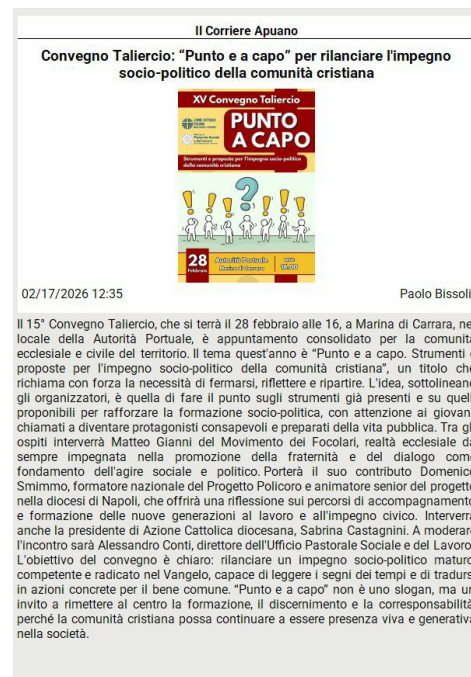 Il Corriere Apuano
Convegno Taliercio: “Punto e a capo” per rilanciare l'impegno
socio-politico della comunità cristiana
XV Convegno Taliercio
PUNTO
A CAPO
Strumenti e proposte per l'impegno socio-politico
della comunità cristiana
28
Febbraio
Autorità Portuale
Marina di Carrara
ORE
16.00
02/17/2026 12:35
Paolo Bissoli
Il 15° Convegno Taliercio, che si terrà il 28 febbraio alle 16, a Marina di Carrara, nel
locale della Autorità Portuale, è appuntamento consolidato per la comunità
ecclesiale e civile del territorio. Il tema quest'anno è “Punto e a capo. Strumenti e
proposte per l'impegno socio-politico della comunità cristiana”, un titolo che
richiama con forza la necessità di fermarsi, riflettere e ripartire. L'idea, sottolineano
gli organizzatori, è quella di fare il punto sugli strumenti già presenti e su quelli
proponibili per rafforzare la formazione socio-politica, con attenzione ai giovani
chiamati a diventare protagonisti consapevoli e preparati della vita pubblica. Tra gli
ospiti interverrà Matteo Gianni del Movimento dei Focolari, realtà ecclesiale da
sempre impegnata nella promozione della fraternità e del dialogo come
fondamento dell'agire sociale e politico. Porterà il suo contributo Domenico
Smimmo, formatore nazionale del Progetto Policoro e animatore senior del progetto
nella diocesi di Napoli, che offrirà una riflessione sui percorsi di accompagnamento
e formazione delle nuove generazioni al lavoro e all'impegno civico. Interverrà
anche la presidente di Azione Cattolica diocesana, Sabrina Castagnini. A moderare
l'incontro sarà Alessandro Conti, direttore dell'Ufficio Pastorale Sociale e del Lavoro.
L'obiettivo del convegno è chiaro: rilanciare un impegno socio-politico maturo,
competente e radicato nel Vangelo, capace di leggere i segni dei tempi e di tradursi
in azioni concrete per il bene comune. “Punto e a capo” non è uno slogan, ma un
invito a rimettere al centro la formazione, il discernimento e la corresponsabilità,
perché la comunità cristiana possa continuare a essere presenza viva e generativa
nella società.